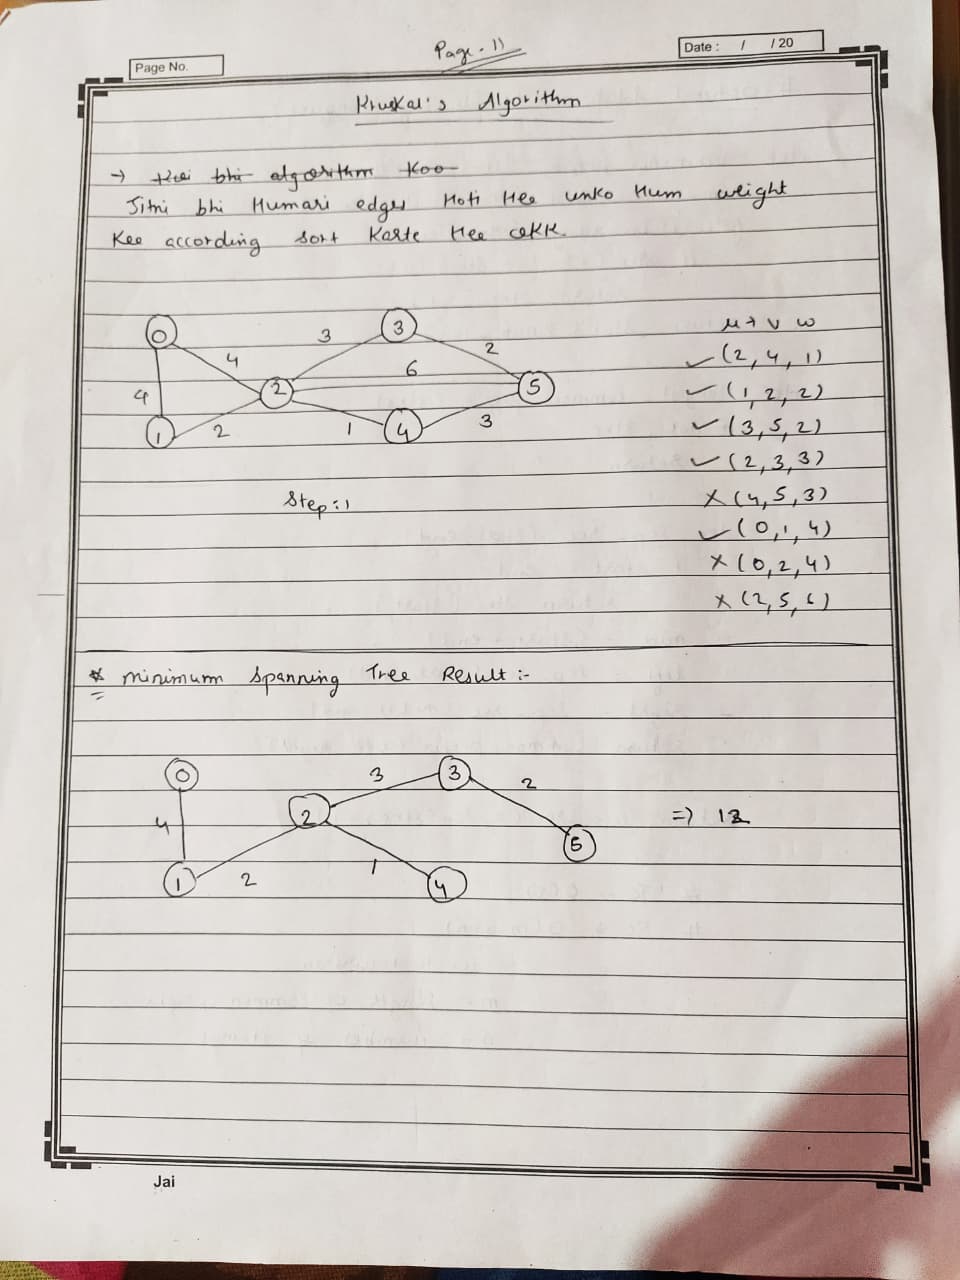 Page - 11
Page No.
Date : / / 20
Kruskal's Algorithm
→ Koi bhi algorithm Koo
Jitni bhi Humari edges Hoti Hee unko Hum weight
Kee according sort Karte Hee okk.
u → v w
0
3
3
2
✓ (2, 4, 1)
4
6
4
2
5
✓ (1, 2, 2)
1
2
1
4
3
✓ (3, 5, 2)
✓ (2, 3, 3)
Step:1
× (4, 5, 3)
✓ (0, 1, 4)
× (0, 2, 4)
× (2, 5, 6)
* minimum Spanning Tree Result :-
0
3
3
2
4
2
5
=> 12
1
2
1
4
Jai